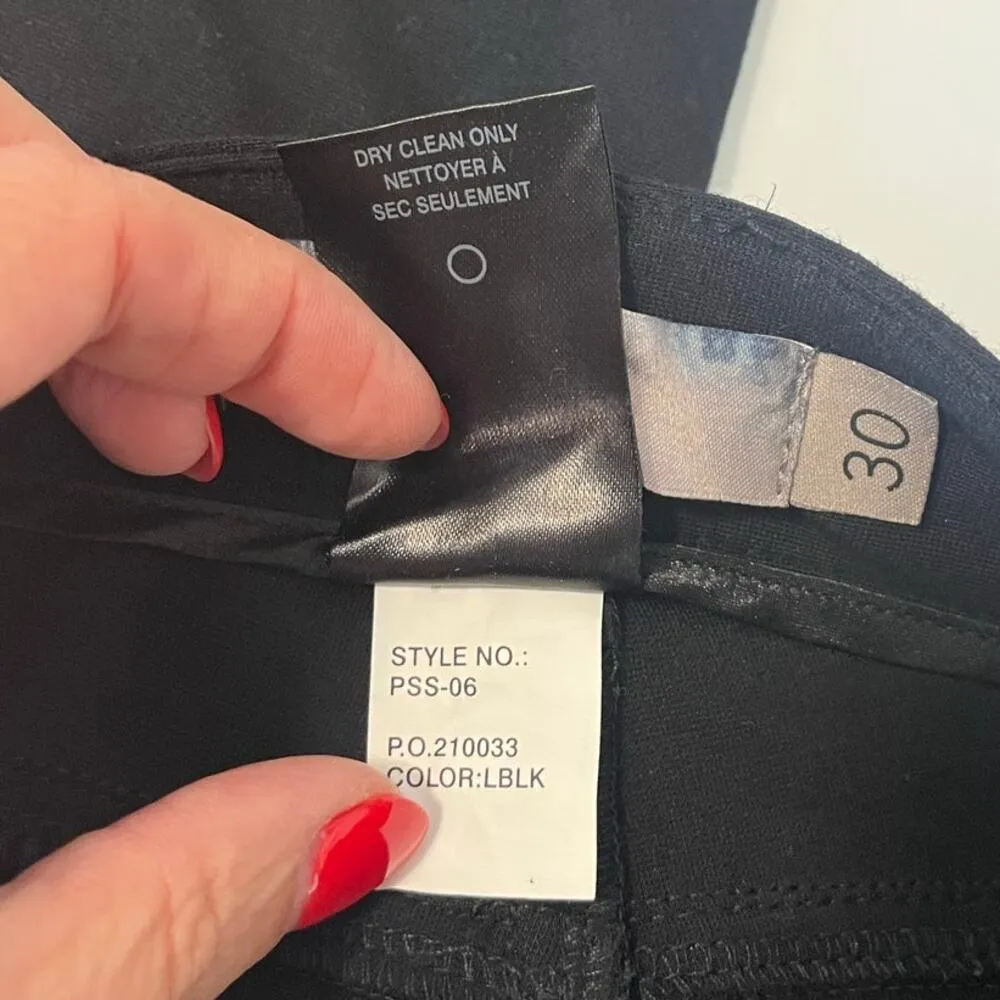 DRY CLEAN ONLY
NETTOYER À
SEC SEULEMENT
30
STYLE NO.:
PSS-06
P.O.210033
COLOR:LBLK